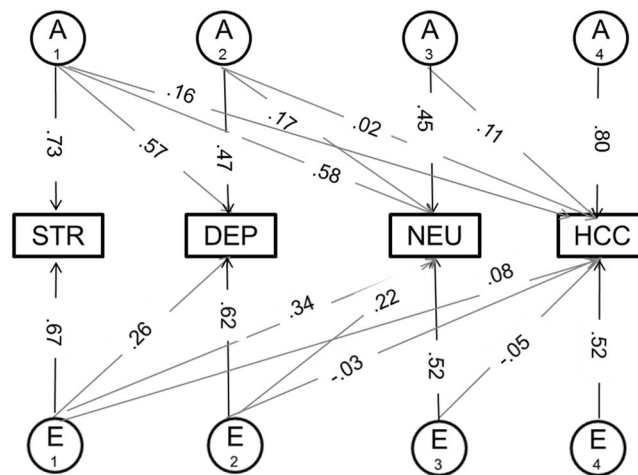 A A A A
1 2 3 4
.16 .17 .02 .45 .11 .80
.73 .57 .47 .58
STR DEP NEU HCC
.67 .26 .62 .34 .22 .08
-.03 .52 -.05 .52
E E E E
1 2 3 4